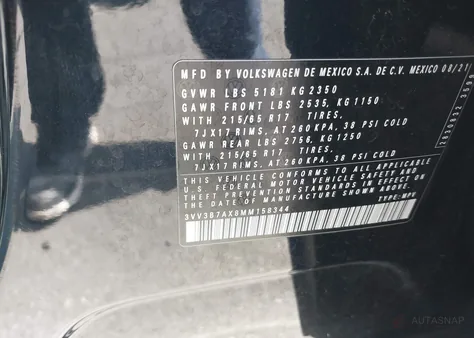 MFD BY VOLKSWAGEN DE MEXICO S.A. DE C.V. MEXICO 08/21
GVWR LBS 5181 KG 2350
GAWR FRONT LBS 2535, KG 1150
WITH 215/65 R17 TIRES.
7JX17 RIMS. AT 260 KPA, 38 PSI COLD
GAWR REAR LBS 2756, KG 1250
WITH 215/65 R17 TIRES.
7JX17 RIMS. AT 260 KPA, 38 PSI COLD
THIS VEHICLE CONFORMS TO ALL APPLICABLE
U.S. FEDERAL MOTOR VEHICLE SAFETY AND
THEFT PREVENTION STANDARDS IN EFFECT ON
THE DATE OF MANUFACTURE SHOWN ABOVE.
3VV3B7AX8MM158344 TYPE:MPV
AUTASNAP